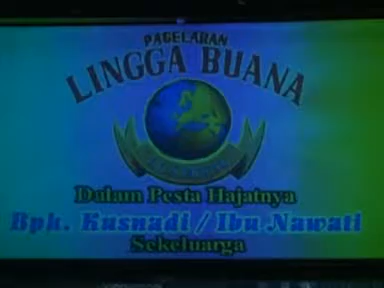 PAGELARAN
LINGGA BUANA
Dalam Pesta Hajatnya
Bpk. Kusnadi / Ibu Nawati
Sekeluarga